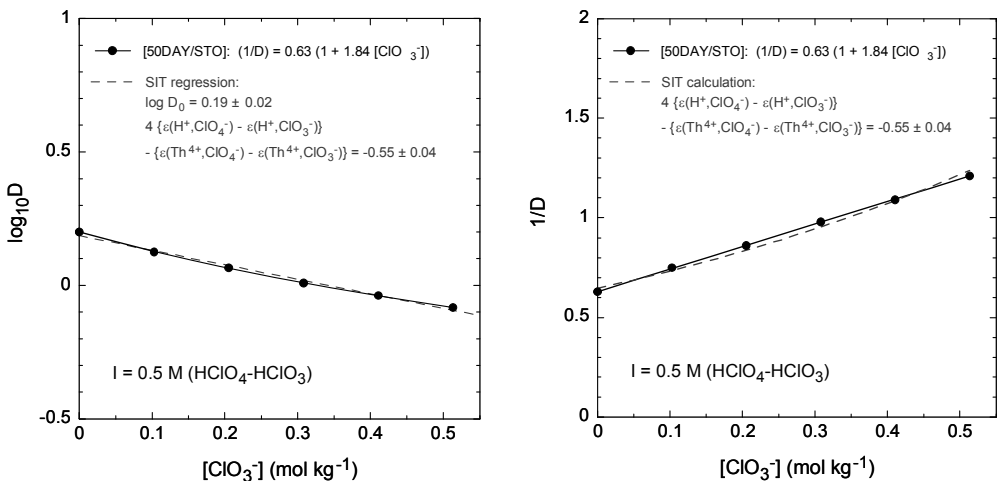 1
[50DAY/STO]: (1/D) = 0.63 (1 + 1.84 [ClO ₃⁻])
SIT regression:
log D₀ = 0.19 ± 0.02
4 {ε(H⁺,ClO₄⁻) - ε(H⁺,ClO₃⁻)}
- {ε(Th⁴⁺,ClO₄⁻) - ε(Th⁴⁺,ClO₃⁻)} = -0.55 ± 0.04
0.5
log₁₀D
0
I = 0.5 M (HClO₄-HClO₃)
-0.5
0 0.1 0.2 0.3 0.4 0.5
[ClO₃⁻] (mol kg⁻¹)
2
[50DAY/STO]: (1/D) = 0.63 (1 + 1.84 [ClO ₃⁻])
SIT calculation:
4 {ε(H⁺,ClO₄⁻) - ε(H⁺,ClO₃⁻)}
- {ε(Th⁴⁺,ClO₄⁻) - ε(Th⁴⁺,ClO₃⁻)} = -0.55 ± 0.04
1.5
1/D
1
0.5
I = 0.5 M (HClO₄-HClO₃)
0
0 0.1 0.2 0.3 0.4 0.5
[ClO₃⁻] (mol kg⁻¹)